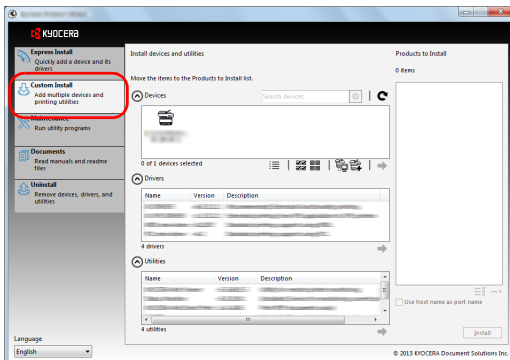 KYOCERA
Express Install
Quickly add a device and its
drivers
Custom Install
Add multiple devices and
printing utilities
Maintenance
Run utility programs
Documents
Read manuals and readme
files
Uninstall
Remove devices, drivers, and
utilities
Language
English
Install devices and utilities
Move the items to the Products to Install list.
Devices
Search devices
0 of 1 devices selected
Drivers
Name Version Description
4 drivers
Utilities
Name Version Description
4 utilities
Products to Install
0 items
Use host name as port name
Install
© 2013 KYOCERA Document Solutions Inc.